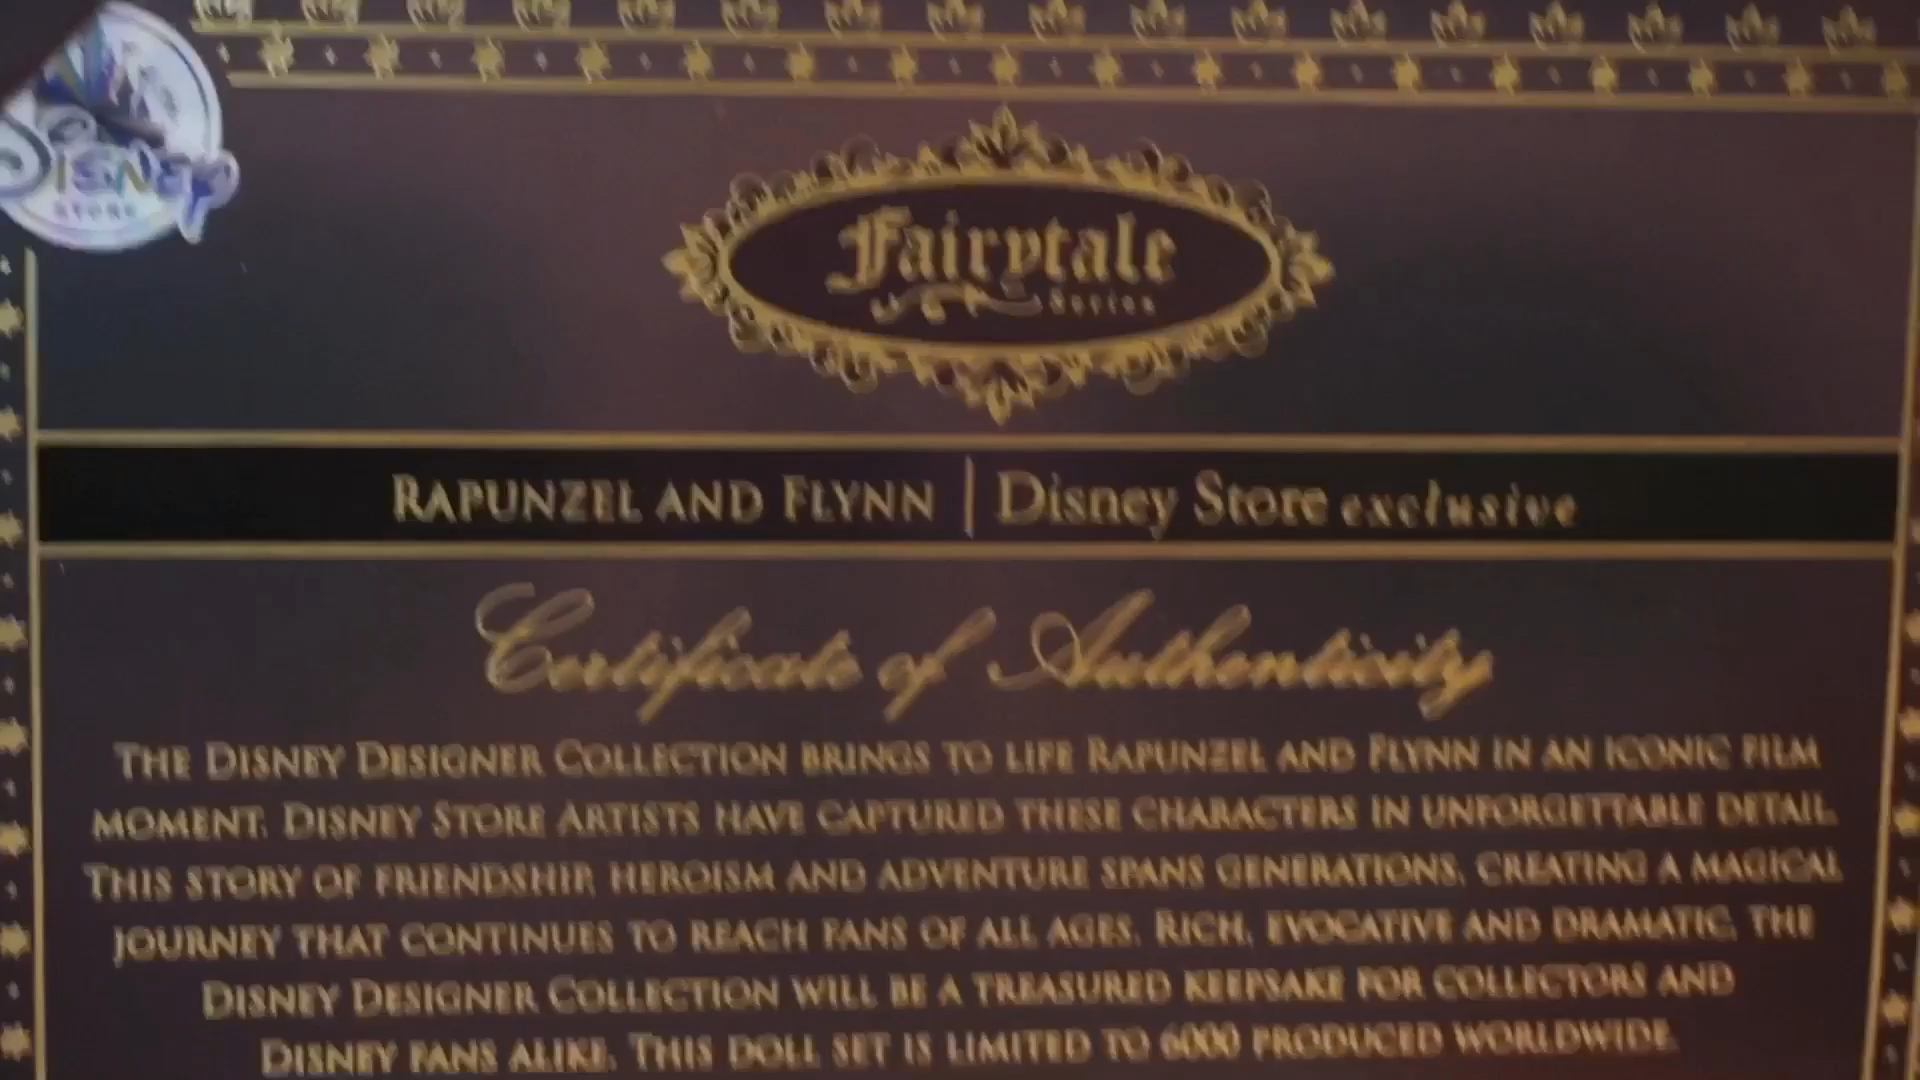 Disney
STORE
Fairytale
Series
RAPUNZEL AND FLYNN | Disney Store exclusive
Certificate of Authenticity
THE DISNEY DESIGNER COLLECTION BRINGS TO LIFE RAPUNZEL AND FLYNN IN AN ICONIC FILM
MOMENT. DISNEY STORE ARTISTS HAVE CAPTURED THESE CHARACTERS IN UNFORGETTABLE DETAIL.
THIS STORY OF FRIENDSHIP, HEROISM AND ADVENTURE SPANS GENERATIONS, CREATING A MAGICAL
JOURNEY THAT CONTINUES TO REACH FANS OF ALL AGES. RICH, EVOCATIVE AND DRAMATIC, THE
DISNEY DESIGNER COLLECTION WILL BE A TREASURED KEEPSAKE FOR COLLECTORS AND
DISNEY FANS ALIKE. THIS DOLL SET IS LIMITED TO 6000 PRODUCED WORLDWIDE.